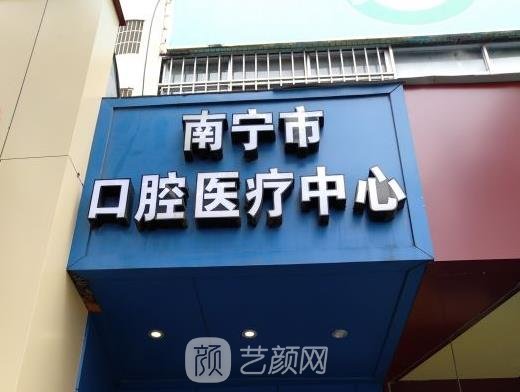 南宁市
口腔医疗中心
颜 艺颜网